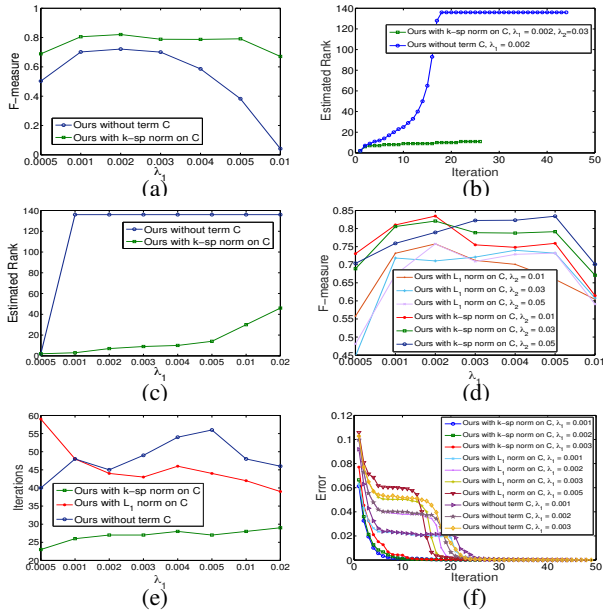 F-measure
1
0.8
0.6
0.4
0.2
0
Ours without term C
Ours with k-sp norm on C
0.0005 0.001 0.002 0.003 0.004 0.005 0.01
λ1
(a)
Estimated Rank
140
120
100
80
60
40
20
0
Ours with k-sp norm on C, λ1 = 0.002, λ2=0.03
Ours without term C, λ1 = 0.002
0 10 20 30 40 50
Iteration
(b)
Estimated Rank
140
120
100
80
60
40
20
0
Ours without term C
Ours with k-sp norm on C
0.0005 0.001 0.002 0.003 0.004 0.005 0.01 0.02
λ1
(c)
F-measure
0.85
0.8
0.75
0.7
0.65
0.6
0.55
0.5
0.45
Ours with L1 norm on C, λ2 = 0.01
Ours with L1 norm on C, λ2 = 0.03
Ours with L1 norm on C, λ2 = 0.05
Ours with k-sp norm on C, λ2 = 0.01
Ours with k-sp norm on C, λ2 = 0.03
Ours with k-sp norm on C, λ2 = 0.05
0.0005 0.001 0.002 0.003 0.004 0.005 0.01
λ1
(d)
Iterations
60
55
50
45
40
35
30
25
20
Ours with k-sp norm on C
Ours with L1 norm on C
Ours without term C
0.0005 0.001 0.002 0.003 0.004 0.005 0.01 0.02
λ1
(e)
Error
0.12
0.1
0.08
0.06
0.04
0.02
0
Ours with k-sp norm on C, λ1 = 0.001
Ours with k-sp norm on C, λ1 = 0.002
Ours with k-sp norm on C, λ1 = 0.003
Ours with L1 norm on C, λ1 = 0.001
Ours with L1 norm on C, λ1 = 0.002
Ours with L1 norm on C, λ1 = 0.003
Ours with L1 norm on C, λ1 = 0.005
Ours without term C, λ1 = 0.001
Ours without term C, λ1 = 0.002
Ours without term C, λ1 = 0.003
0 10 20 30 40 50
Iteration
(f)